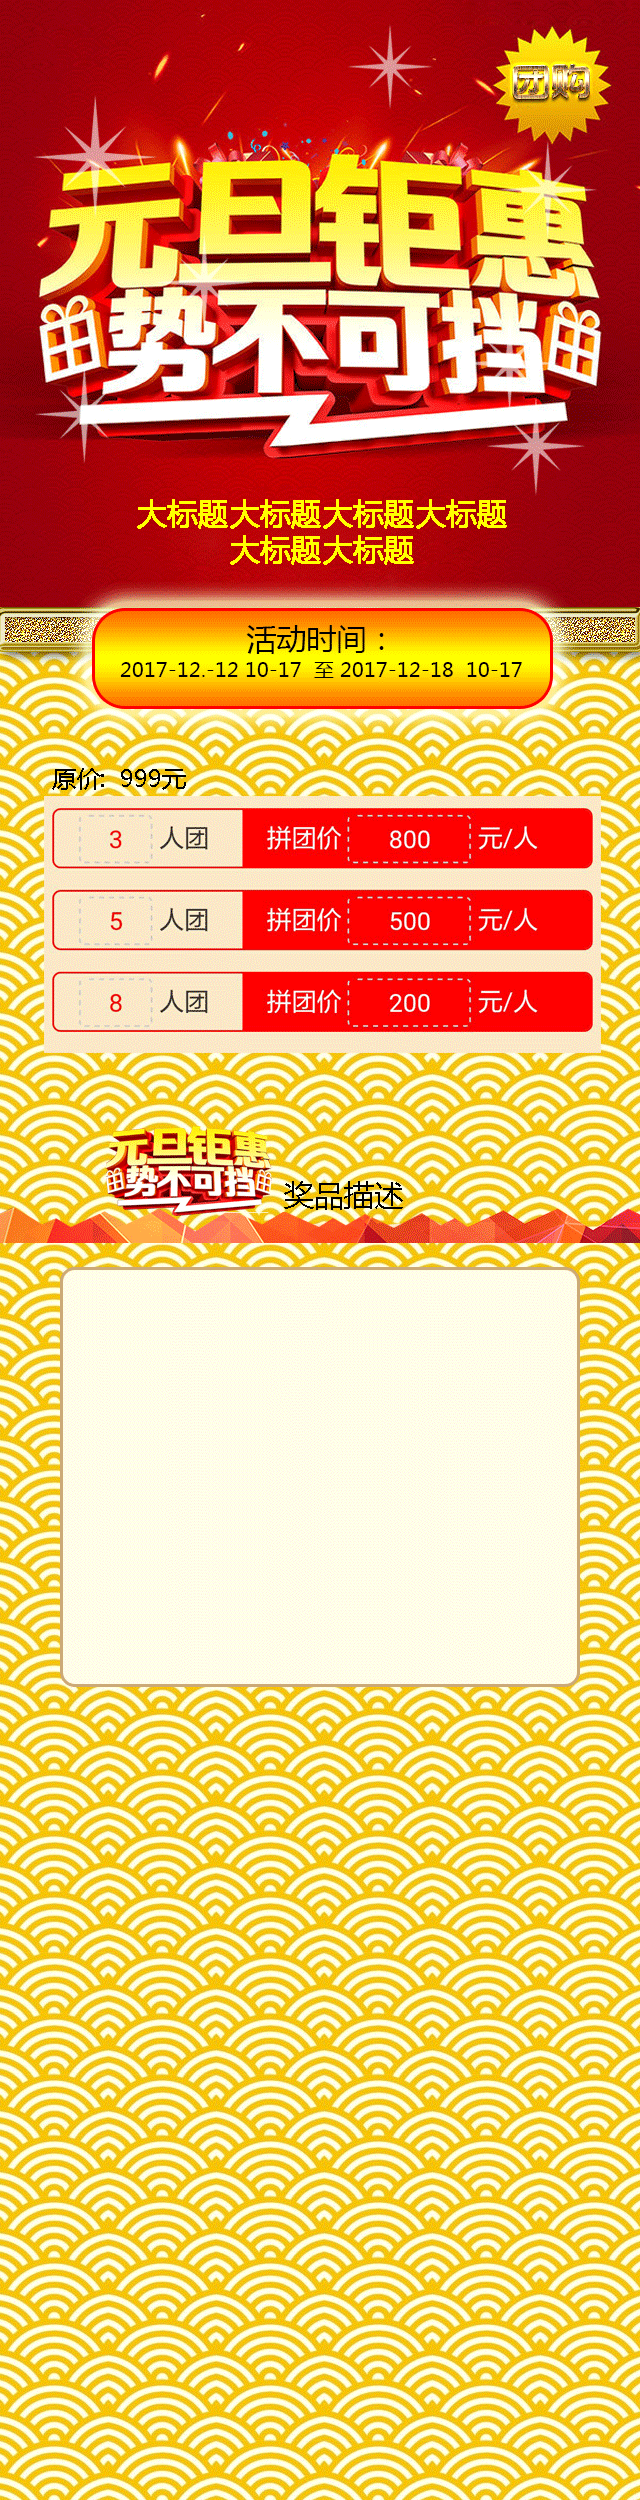 团购
元旦钜惠
势不可挡
大标题大标题大标题大标题
大标题大标题
活动时间：
2017-12.-12 10-17 至 2017-12-18 10-17
原价: 999元
3 人团 拼团价 800 元/人
5 人团 拼团价 500 元/人
8 人团 拼团价 200 元/人
元旦钜惠
势不可挡
奖品描述